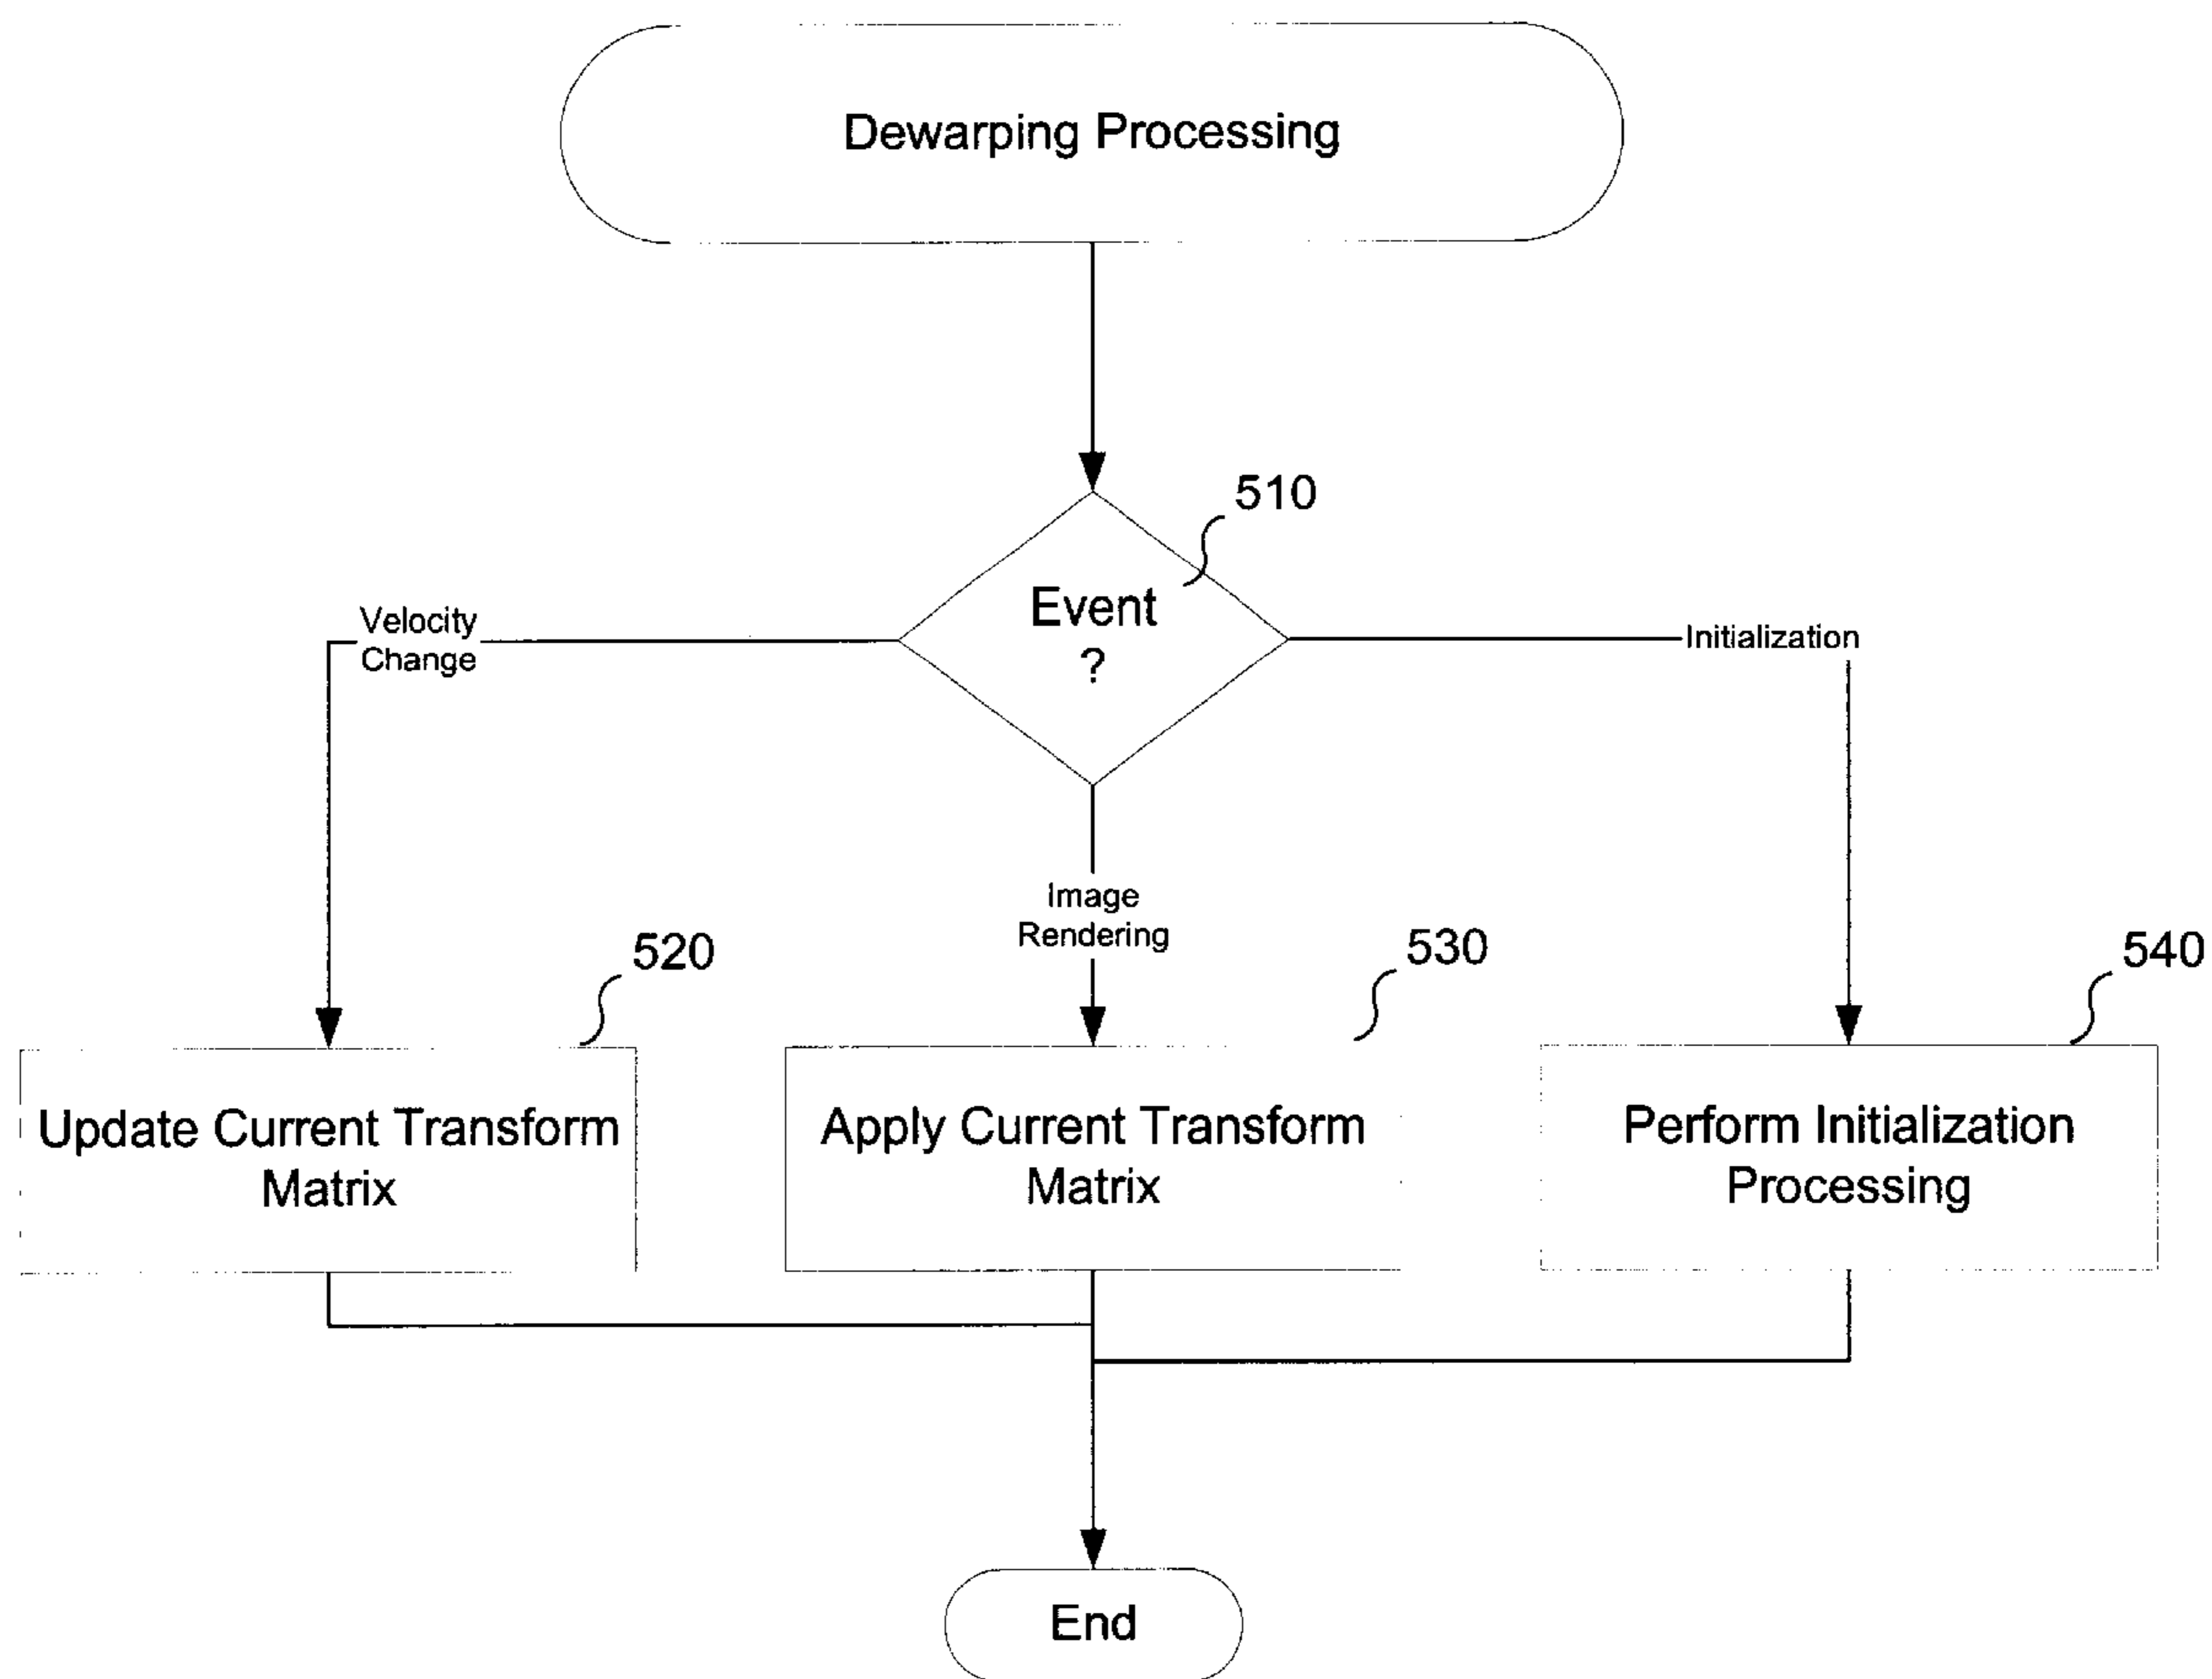 Dewarping Processing
510
Event
?
Velocity
Change
Initialization
Image
Rendering
520
530
540
Update Current Transform
Matrix
Apply Current Transform
Matrix
Perform Initialization
Processing
End